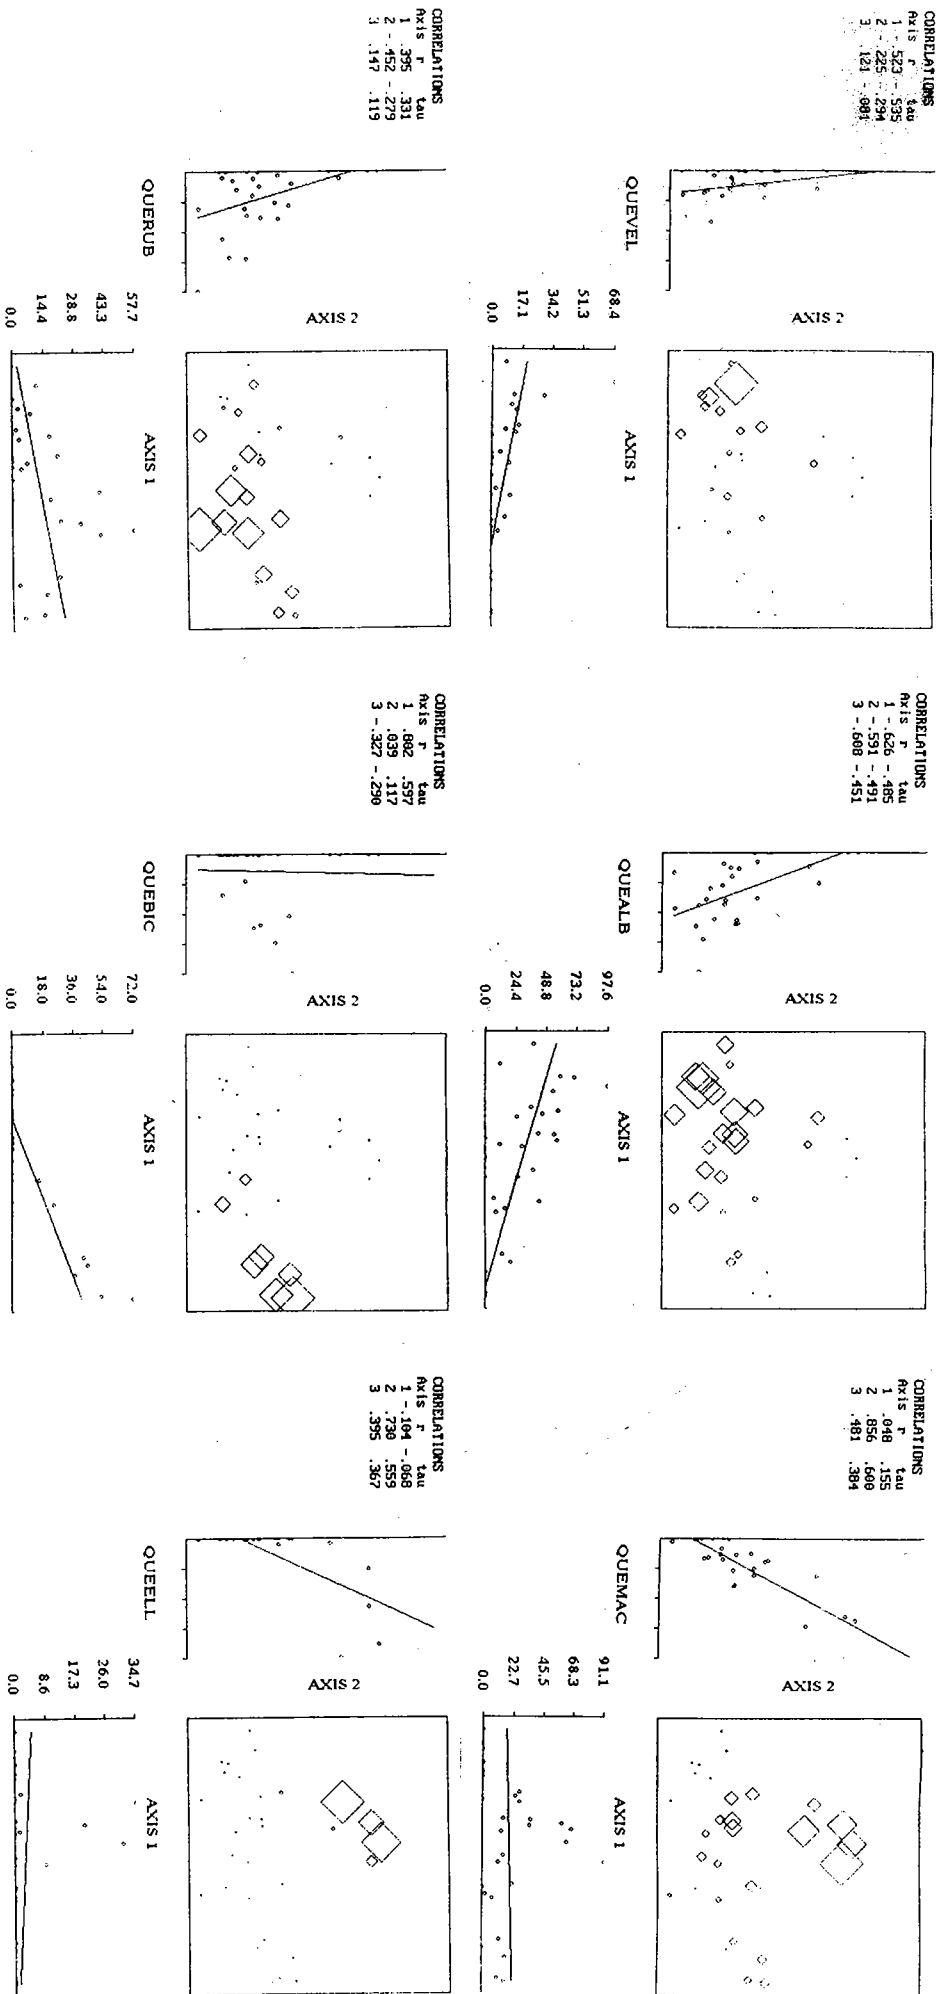 CORRELATIONS
Axis r tau
1 -.523 -.535
2 -.225 -.294
3 .121 -.081
QUEVEL
AXIS 2
68.4
51.3
34.2
17.1
0.0
AXIS 1
CORRELATIONS
Axis r tau
1 -.626 -.485
2 -.591 -.491
3 -.608 -.451
QUEALB
AXIS 2
97.6
73.2
48.8
24.4
0.0
AXIS 1
CORRELATIONS
Axis r tau
1 .048 .155
2 .856 .600
3 .481 .384
QUEMAC
AXIS 2
91.1
68.3
45.5
22.7
0.0
AXIS 1
CORRELATIONS
Axis r tau
1 .395 .331
2 -.452 -.279
3 .147 .119
QUERUB
AXIS 2
57.7
43.3
28.8
14.4
0.0
AXIS 1
CORRELATIONS
Axis r tau
1 .802 .597
2 .039 .117
3 -.327 -.290
QUEBIC
AXIS 2
72.0
54.0
36.0
18.0
0.0
AXIS 1
CORRELATIONS
Axis r tau
1 -.104 -.068
2 .730 .559
3 .395 .367
QUEELL
AXIS 2
34.7
26.0
17.3
8.6
0.0
AXIS 1